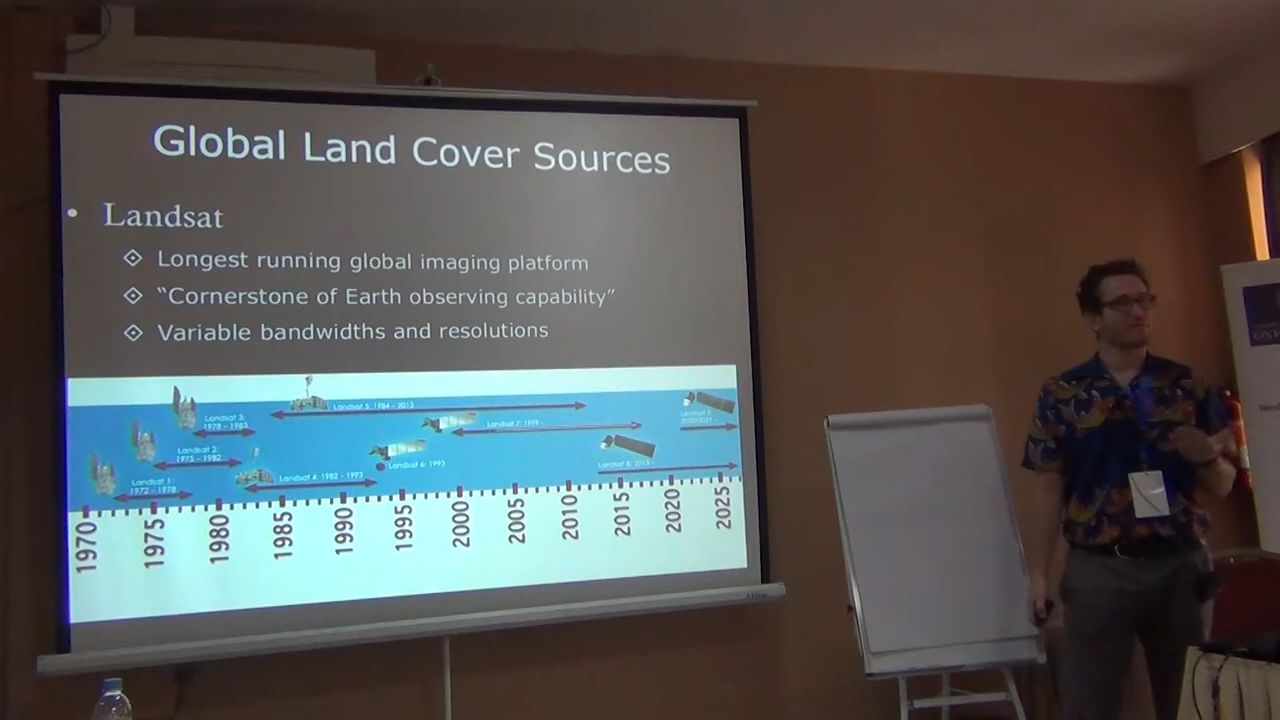 Global Land Cover Sources
• Landsat
Longest running global imaging platform
“Cornerstone of Earth observing capability”
Variable bandwidths and resolutions
Landsat 5: 1984 - 2013
Landsat 3:
1978 - 1983
Landsat 7: 1999 -
Landsat 2:
1975 - 1982
Landsat 6: 1993
Landsat 8: 2013 -
Landsat 4: 1982 - 1993
Landsat 1:
1972 - 1978
1970 1975 1980 1985 1990 1995 2000 2005 2010 2015 2020 2025